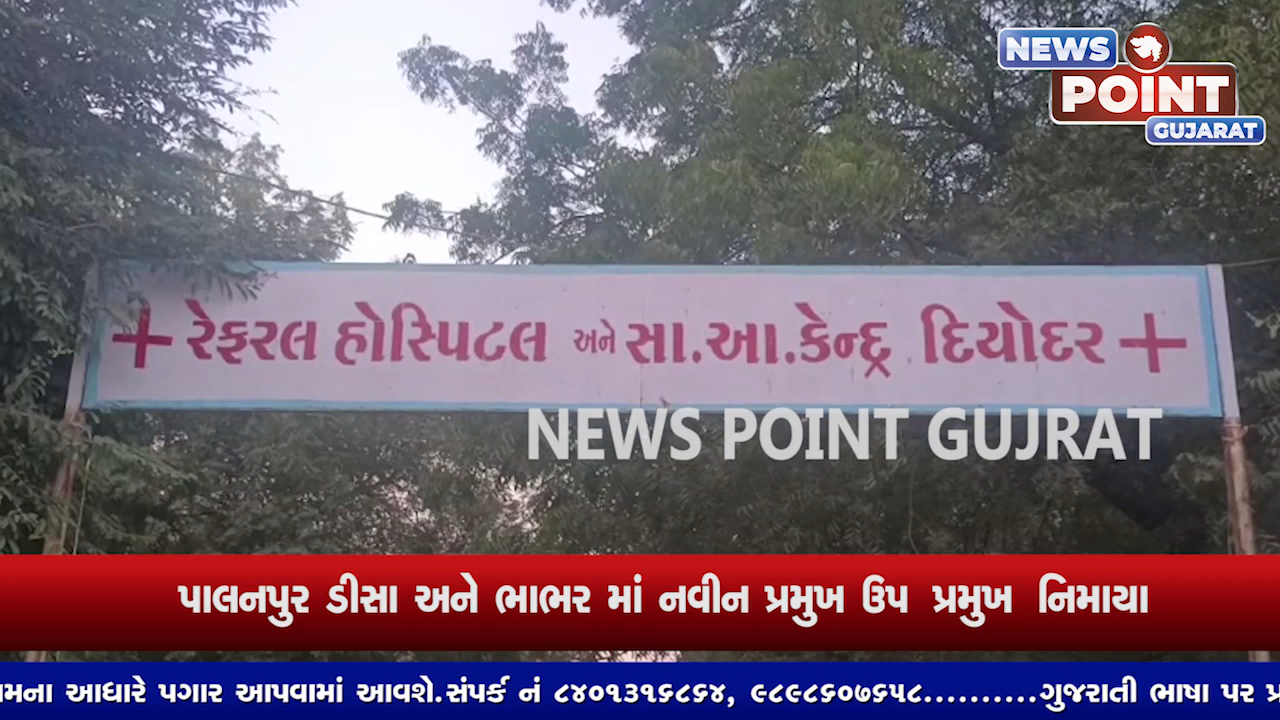 NEWS
POINT
GUJARAT
રેફરલ હોસ્પિટલ અને સા.આ.કેન્દ્ર દિયોદર
NEWS POINT GUJRAT
પાલનપુર ડીસા અને ભાભર માં નવીન પ્રમુખ ઉપ પ્રમુખ નિમાયા
ામના આધારે પગાર આપવામાં આવશે.સંપર્ક નં ૮૪૦૧૩૧૬૮૬૪, ૯૮૯૮૬૦૭૬૫૮..........ગુજરાતી ભાષા પર પ્ર